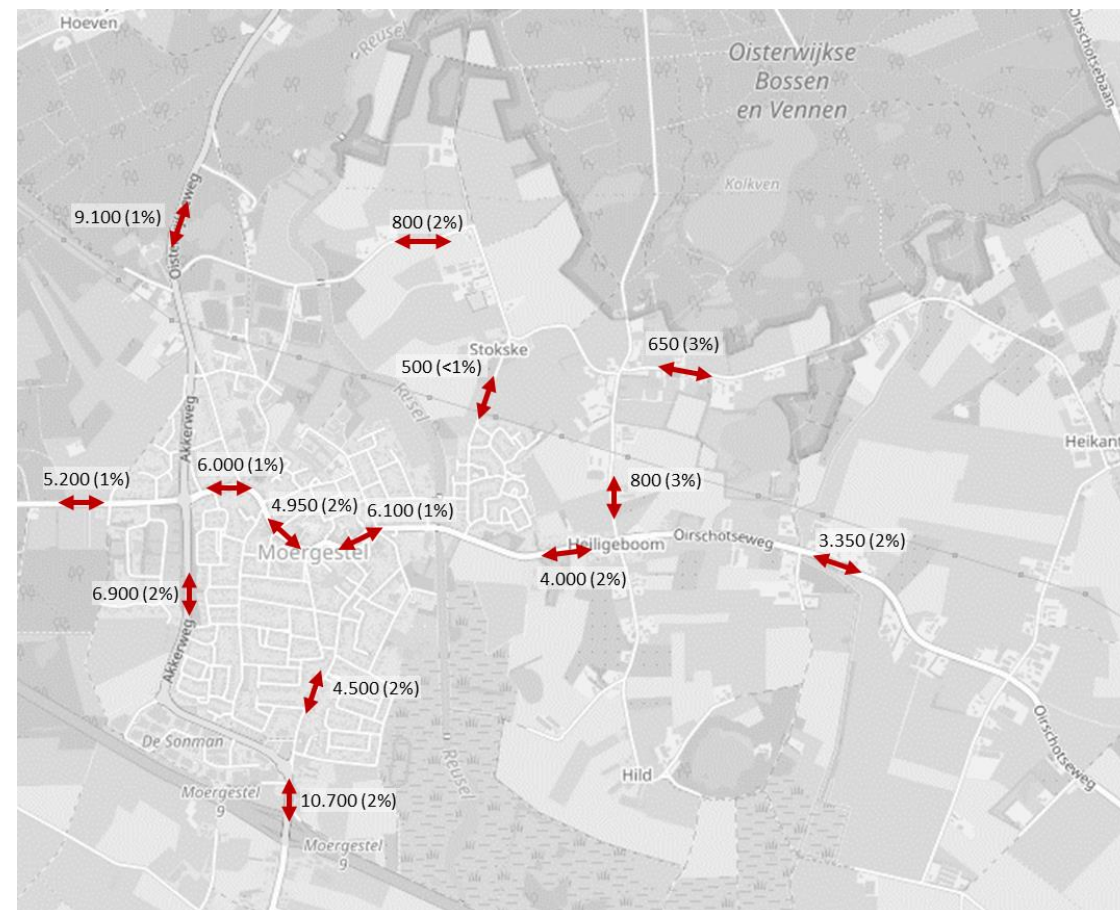 Hoeven
Reusel
Oirschotsebaan
Oisterwijkse
Bossen
en Vennen
Kolkven
9.100 (1%)
800 (2%)
Stokske
650 (3%)
500 (<1%)
Akkerweg
Heikant
5.200 (1%)
6.000 (1%)
4.950 (2%)
6.100 (1%)
800 (3%)
Moergestel
Heiligeboom
Oirschotseweg
3.350 (2%)
4.000 (2%)
6.900 (2%)
Akkerweg
4.500 (2%)
De Sonman
Reusel
Hild
Oirschotseweg
Moergestel
9
10.700 (2%)
Moergestel
9